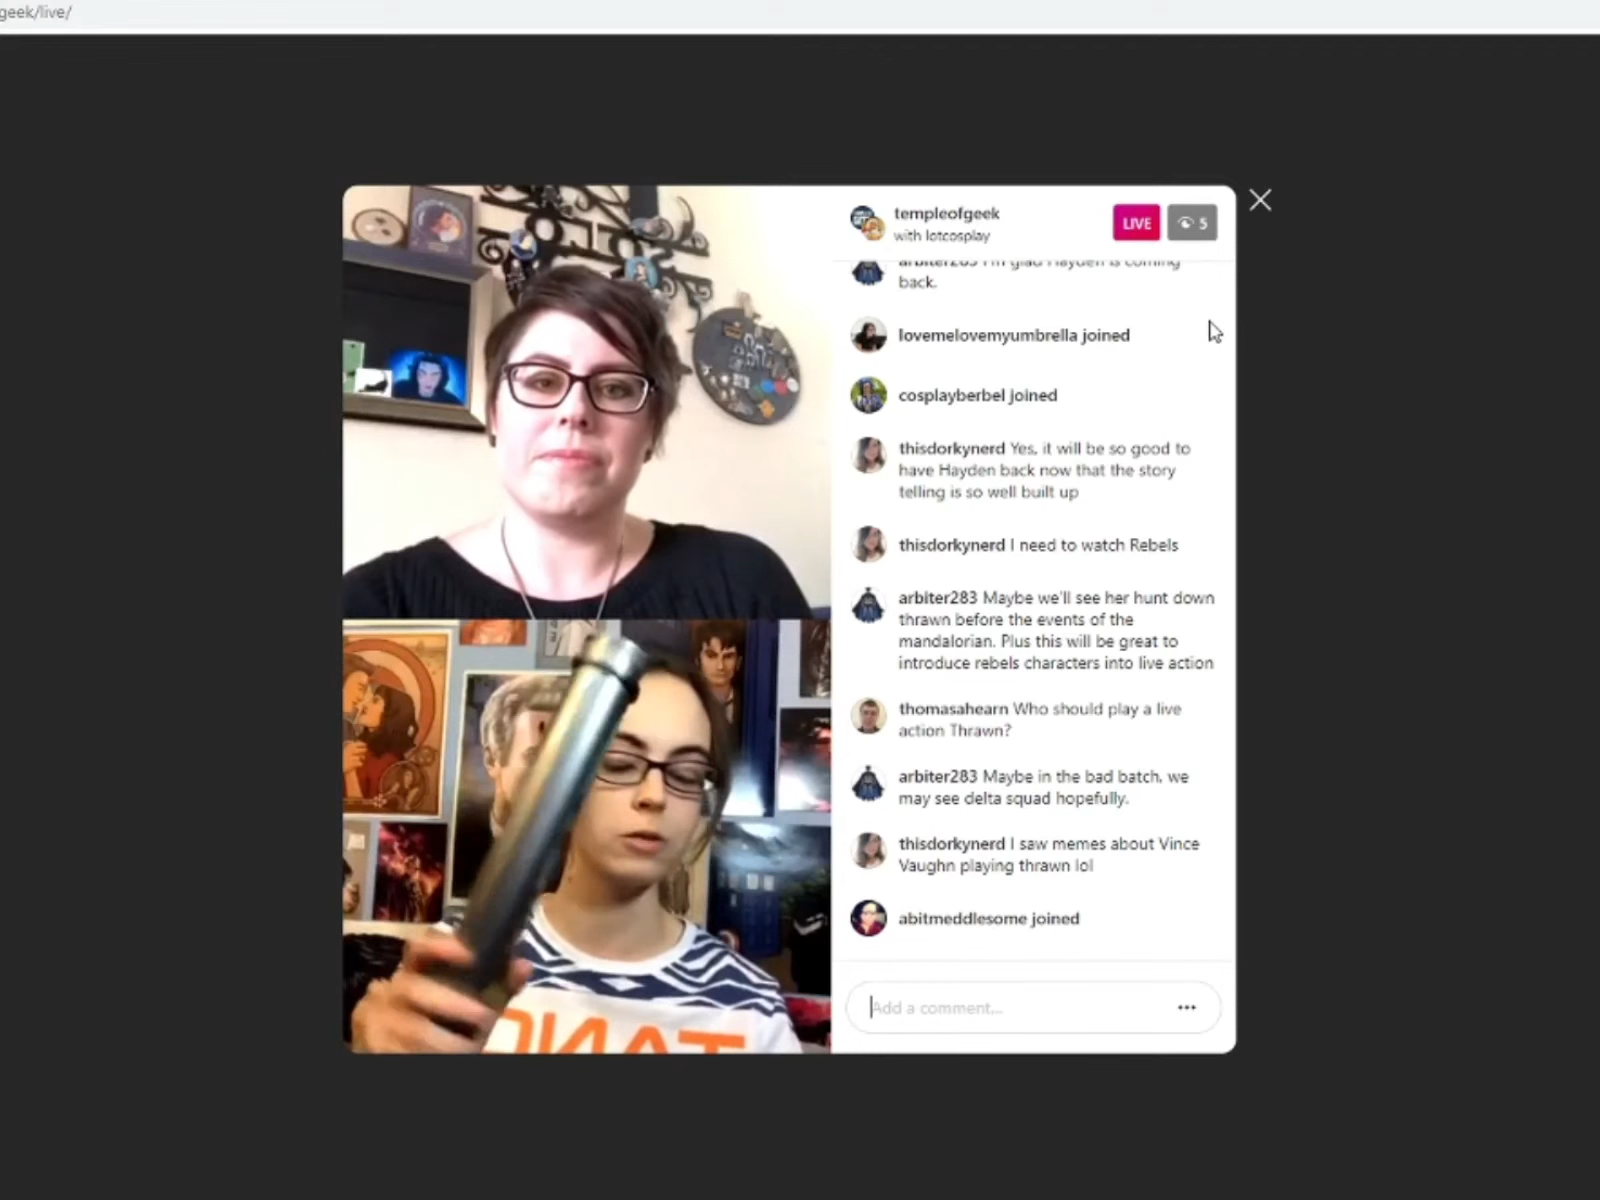 geek/live/
templeofgeek
with lotcosplay
LIVE
5
arbiter283 I'm glad Hayden is coming
back.
lovemelovemyumbrella joined
cosplayberbel joined
thisdorkynerd Yes, it will be so good to
have Hayden back now that the story
telling is so well built up
thisdorkynerd I need to watch Rebels
arbiter283 Maybe we'll see her hunt down
thrawn before the events of the
mandalorian. Plus this will be great to
introduce rebels characters into live action
thomasahearn Who should play a live
action Thrawn?
arbiter283 Maybe in the bad batch, we
may see delta squad hopefully.
thisdorkynerd I saw memes about Vince
Vaughn playing thrawn lol
abitmeddlesome joined
Add a comment...